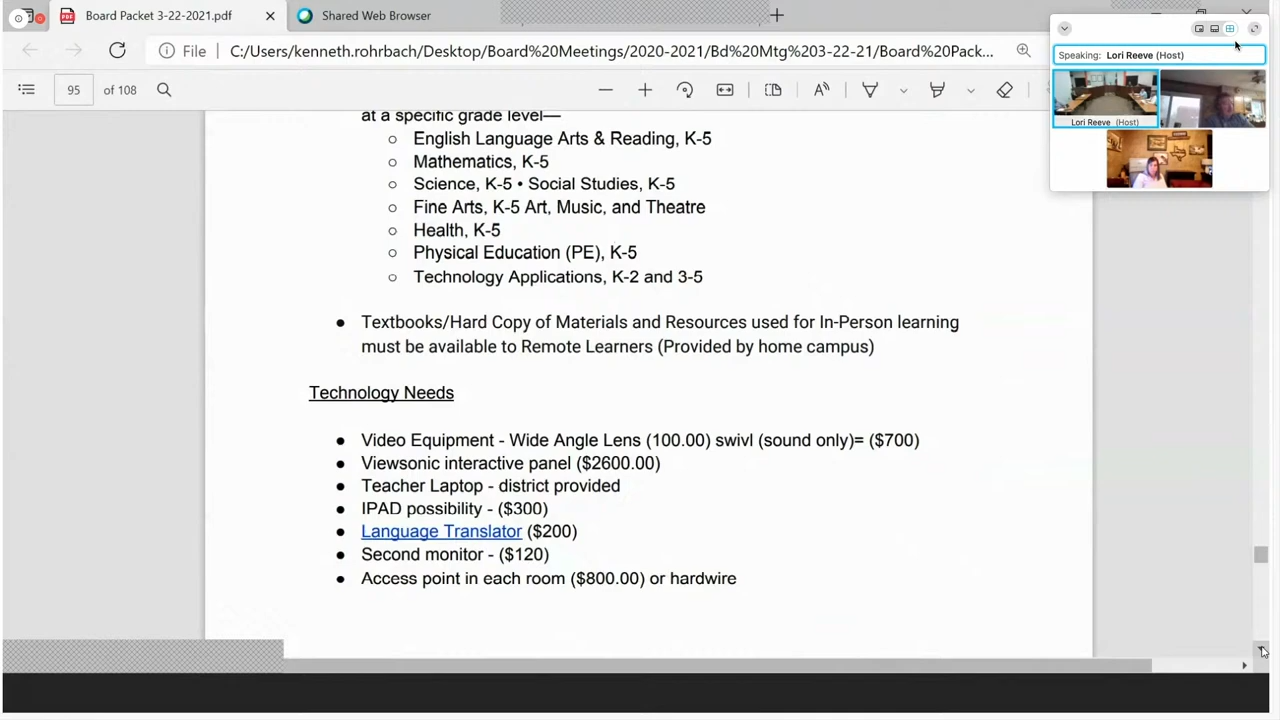 Board Packet 3-22-2021.pdf
Shared Web Browser
File C:/Users/kenneth.rohrbach/Desktop/Board%20Meetings/2020-2021/Bd%20Mtg%203-22-21/Board%20Pack...
95 of 108
Speaking: Lori Reeve (Host)
Lori Reeve (Host)
at a specific grade level—
○ English Language Arts & Reading, K-5
○ Mathematics, K-5
○ Science, K-5 • Social Studies, K-5
○ Fine Arts, K-5 Art, Music, and Theatre
○ Health, K-5
○ Physical Education (PE), K-5
○ Technology Applications, K-2 and 3-5
● Textbooks/Hard Copy of Materials and Resources used for In-Person learning
must be available to Remote Learners (Provided by home campus)
Technology Needs
● Video Equipment - Wide Angle Lens (100.00) swivl (sound only)= ($700)
● Viewsonic interactive panel ($2600.00)
● Teacher Laptop - district provided
● IPAD possibility - ($300)
● Language Translator ($200)
● Second monitor - ($120)
● Access point in each room ($800.00) or hardwire